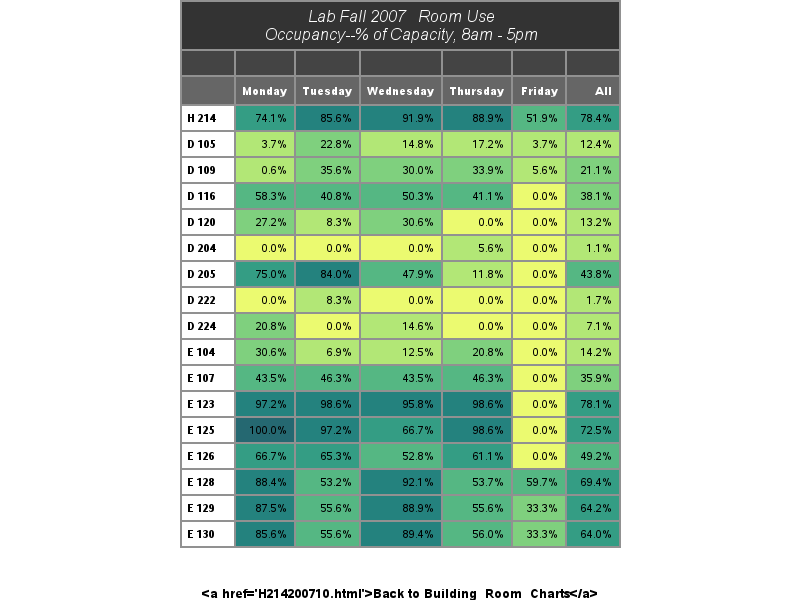 Lab Fall 2007 Room Use
Occupancy--% of Capacity, 8am - 5pm
Monday Tuesday Wednesday Thursday Friday All
H 214 74.1% 85.6% 91.9% 88.9% 51.9% 78.4%
D 105 3.7% 22.8% 14.8% 17.2% 3.7% 12.4%
D 109 0.6% 35.6% 30.0% 33.9% 5.6% 21.1%
D 116 58.3% 40.8% 50.3% 41.1% 0.0% 38.1%
D 120 27.2% 8.3% 30.6% 0.0% 0.0% 13.2%
D 204 0.0% 0.0% 0.0% 5.6% 0.0% 1.1%
D 205 75.0% 84.0% 47.9% 11.8% 0.0% 43.8%
D 222 0.0% 8.3% 0.0% 0.0% 0.0% 1.7%
D 224 20.8% 0.0% 14.6% 0.0% 0.0% 7.1%
E 104 30.6% 6.9% 12.5% 20.8% 0.0% 14.2%
E 107 43.5% 46.3% 43.5% 46.3% 0.0% 35.9%
E 123 97.2% 98.6% 95.8% 98.6% 0.0% 78.1%
E 125 100.0% 97.2% 66.7% 98.6% 0.0% 72.5%
E 126 66.7% 65.3% 52.8% 61.1% 0.0% 49.2%
E 128 88.4% 53.2% 92.1% 53.7% 59.7% 69.4%
E 129 87.5% 55.6% 88.9% 55.6% 33.3% 64.2%
E 130 85.6% 55.6% 89.4% 56.0% 33.3% 64.0%
<a href='H214200710.html'>Back to Building_Room_Charts</a>